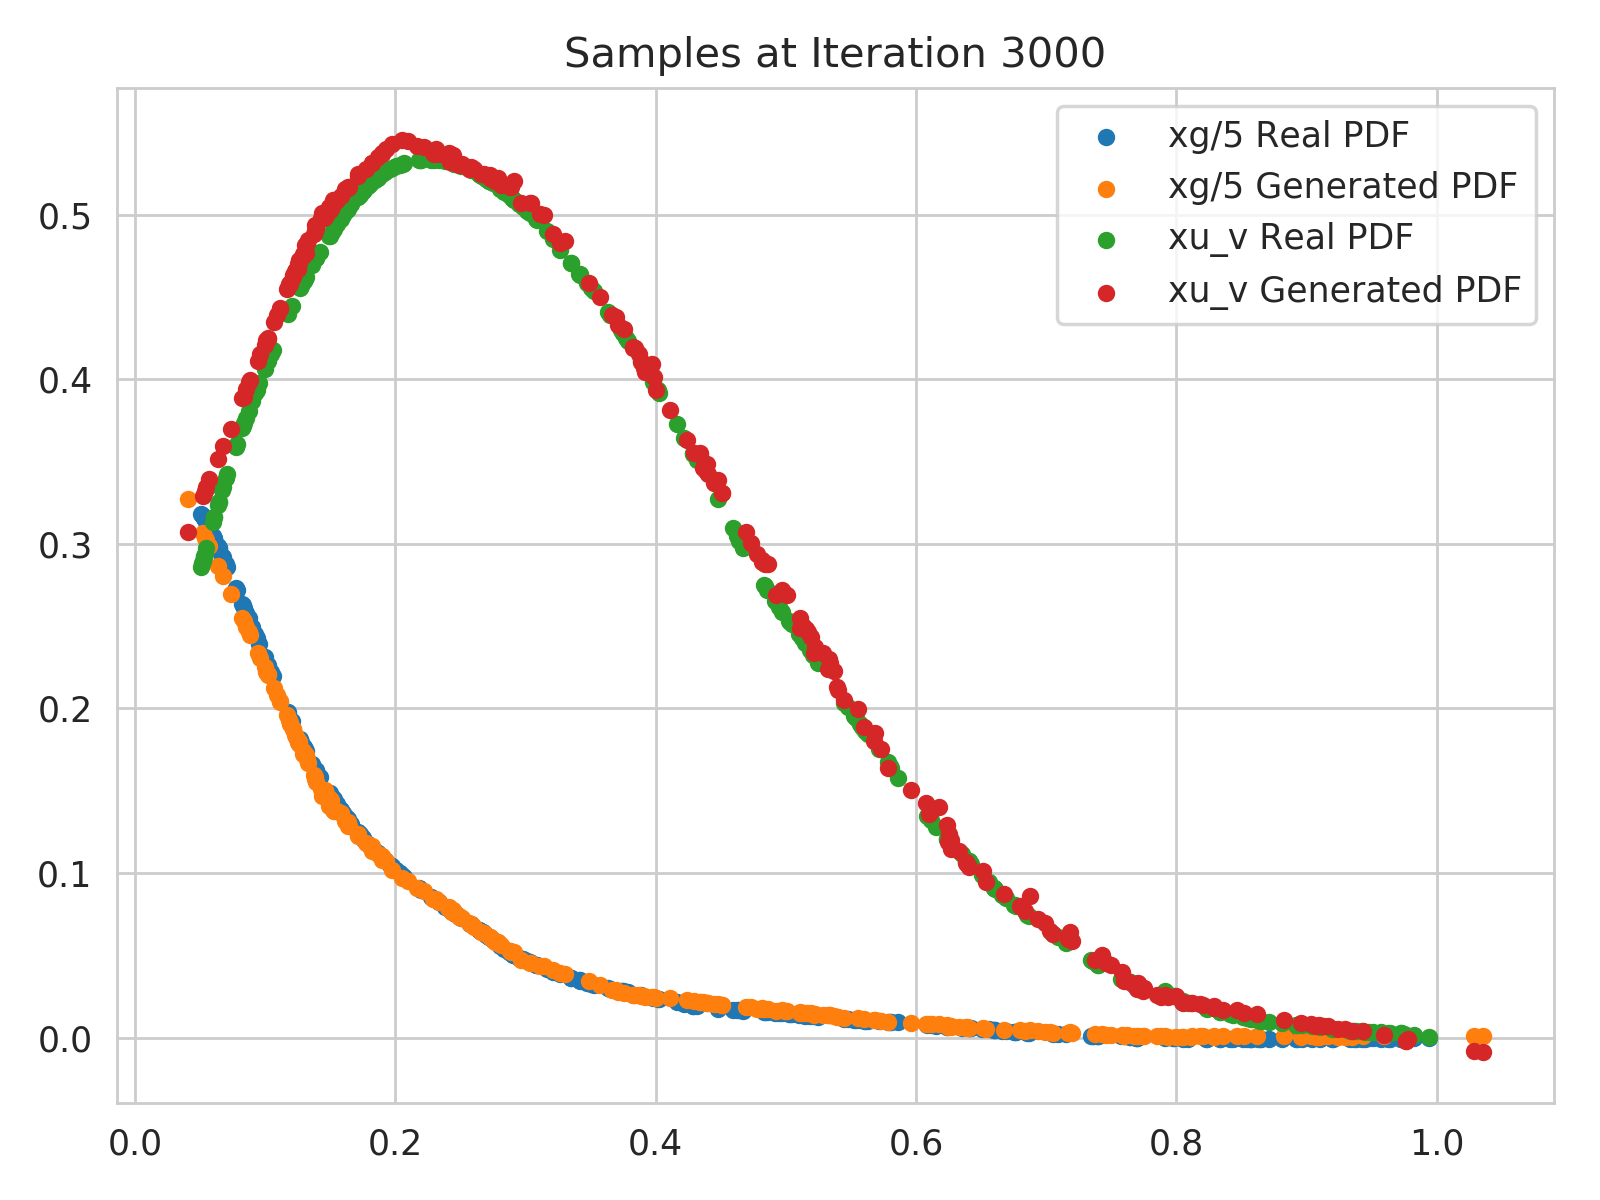 Samples at Iteration 3000
xg/5 Real PDF
xg/5 Generated PDF
xu_v Real PDF
xu_v Generated PDF
0.5
0.4
0.3
0.2
0.1
0.0
0.0 0.2 0.4 0.6 0.8 1.0